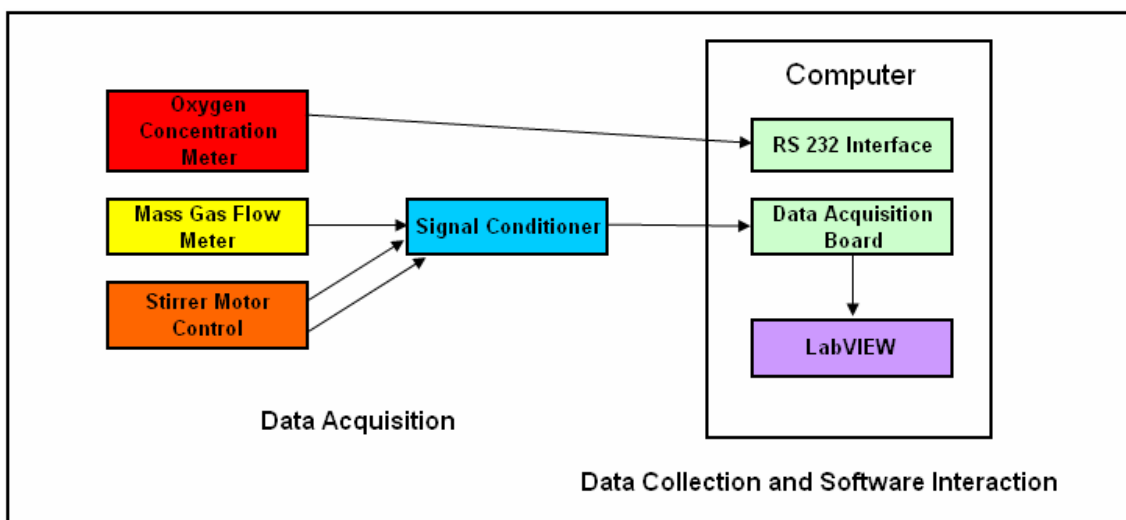 Computer
Oxygen
Concentration
Meter
RS 232 Interface
Mass Gas Flow
Meter
Signal Conditioner
Data Acquisition
Board
Stirrer Motor
Control
LabVIEW
Data Acquisition
Data Collection and Software Interaction